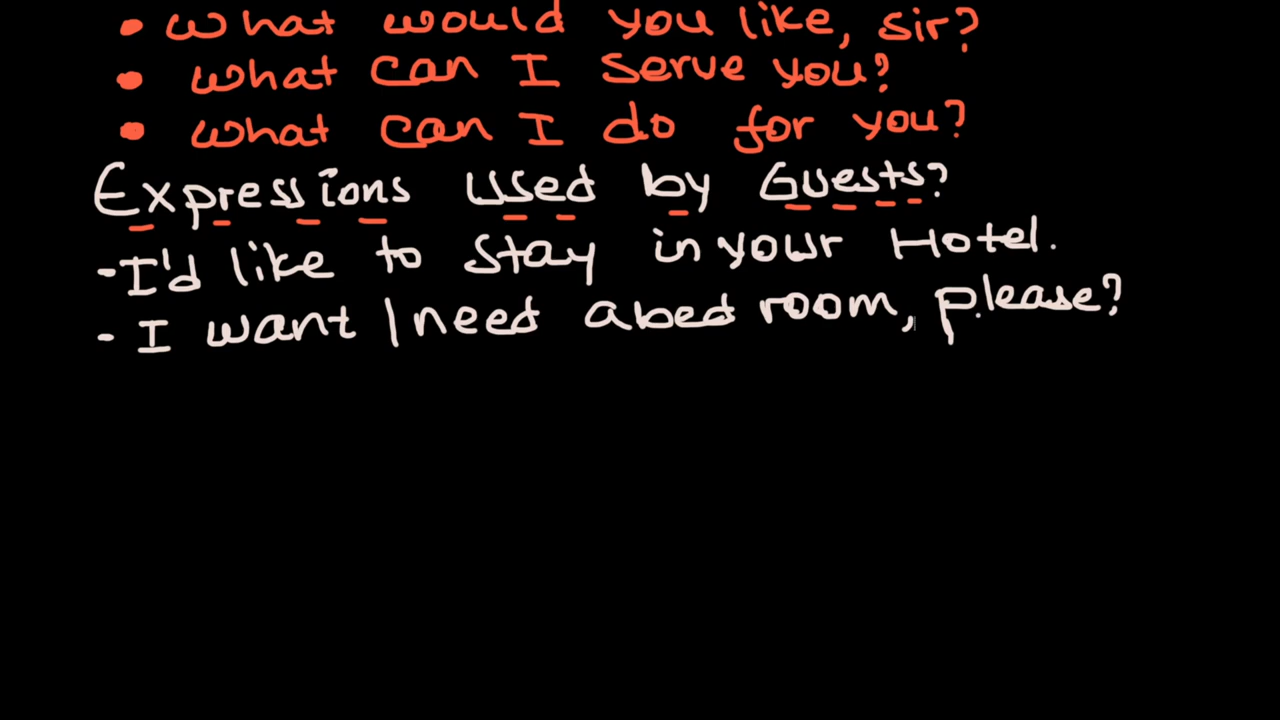 • What would you like, sir?
• What can I serve you?
• What can I do for you?
Expressions used by Guests?
- I'd like to stay in your Hotel.
- I want / need a bed room, please?